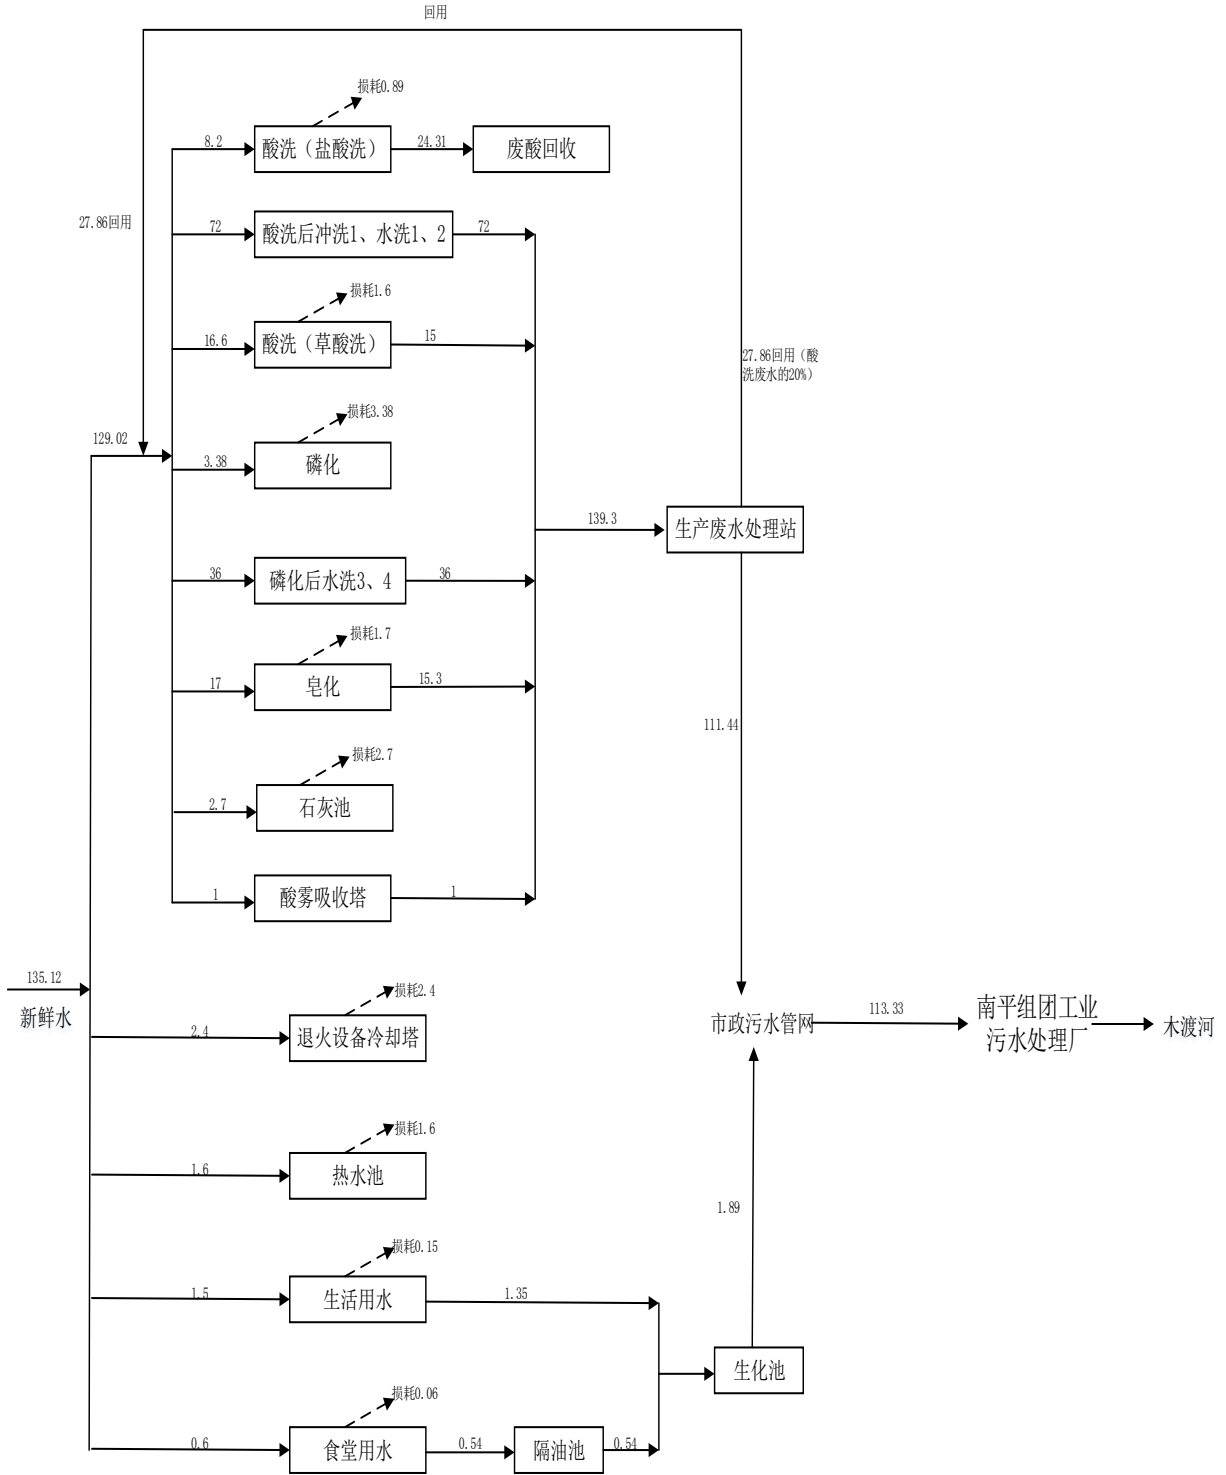 回用
损耗0.89
8.2
酸洗（盐酸洗）
24.31
废酸回收
27.86回用
72
酸洗后冲洗1、水洗1、2
72
损耗1.6
16.6
酸洗（草酸洗）
15
27.86回用（酸
洗废水的20%）
损耗3.38
129.02
3.38
磷化
139.3
生产废水处理站
36
磷化后水洗3、4
36
损耗1.7
17
皂化
15.3
111.44
损耗2.7
2.7
石灰池
1
酸雾吸收塔
1
135.12
新鲜水
损耗2.4
2.4
退火设备冷却塔
市政污水管网
113.33
南平组团工业
污水处理厂
木渡河
损耗1.6
1.6
热水池
1.89
损耗0.15
1.5
生活用水
1.35
生化池
损耗0.06
0.6
食堂用水
0.54
隔油池
0.54